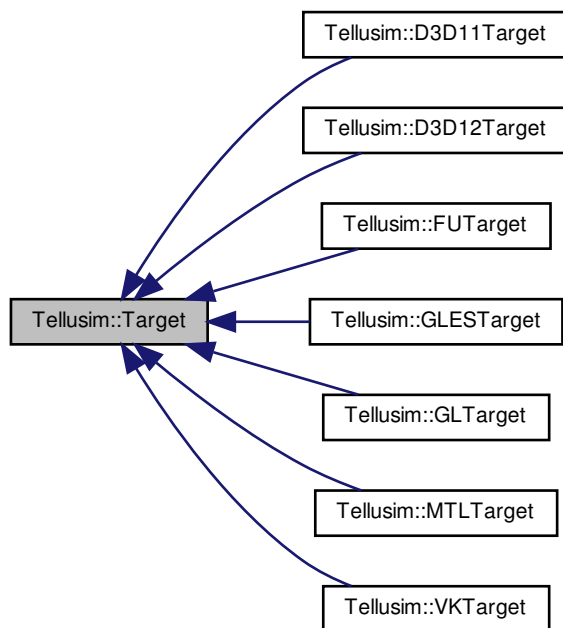 Tellusim::D3D11Target
Tellusim::D3D12Target
Tellusim::FUTarget
Tellusim::Target
Tellusim::GLESTarget
Tellusim::GLTarget
Tellusim::MTLTarget
Tellusim::VKTarget